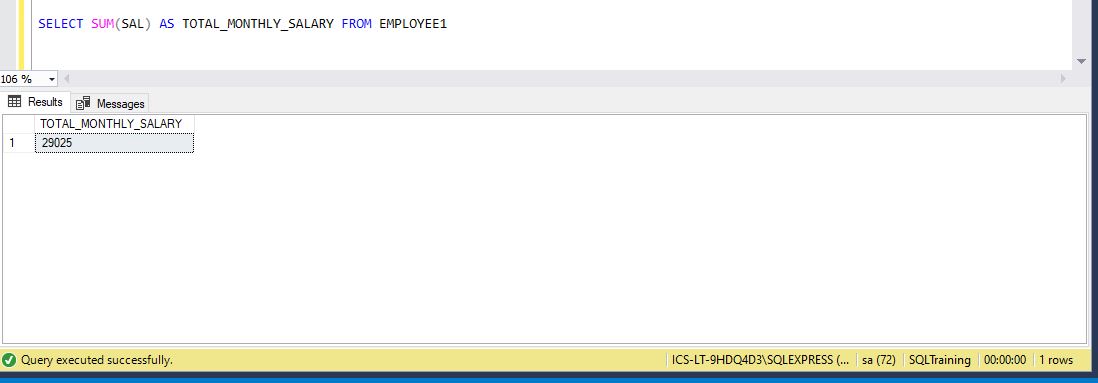 SELECT SUM(SAL) AS TOTAL_MONTHLY_SALARY FROM EMPLOYEE1
106 %
Results Messages
TOTAL_MONTHLY_SALARY
1 29025
Query executed successfully. ICS-LT-9HDQ4D3\SQLEXPRESS (... sa (72) SQLTraining 00:00:00 1 rows